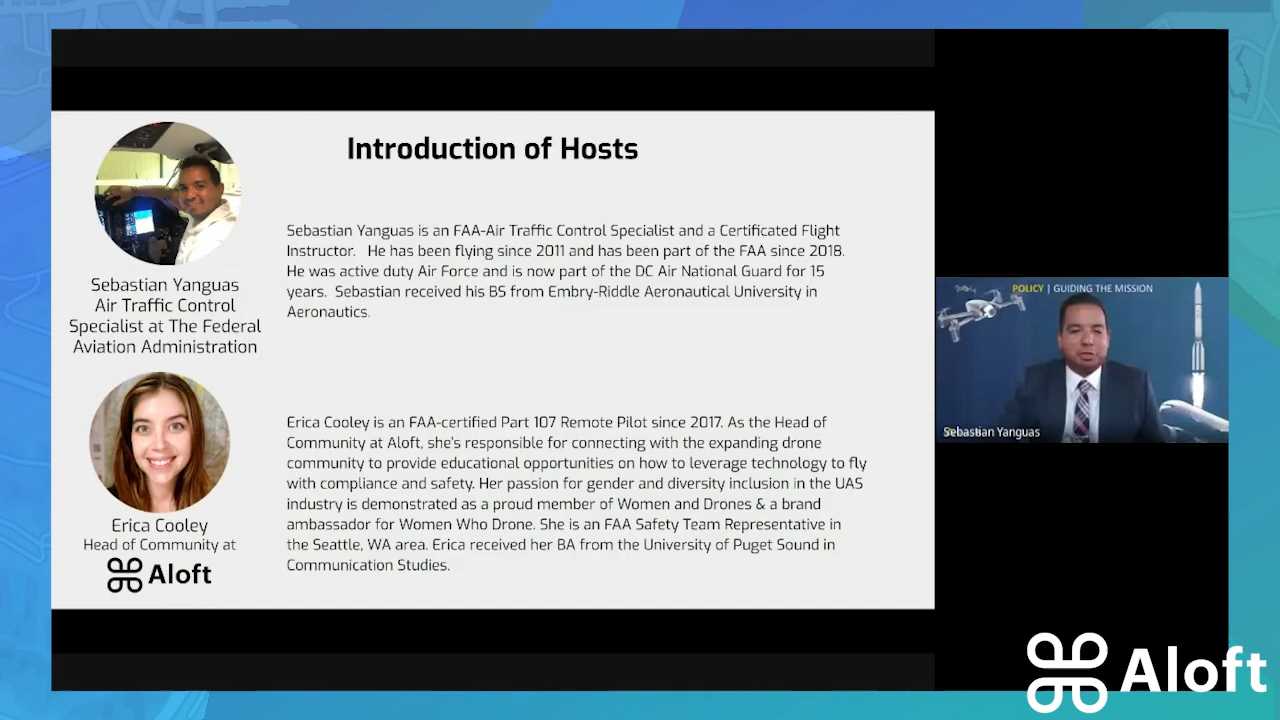 Introduction of Hosts
Sebastian Yanguas
Air Traffic Control
Specialist at The Federal
Aviation Administration
Sebastian Yanguas is an FAA-Air Traffic Control Specialist and a Certificated Flight
Instructor. He has been flying since 2011 and has been part of the FAA since 2018.
He was active duty Air Force and is now part of the DC Air National Guard for 15
years. Sebastian received his BS from Embry-Riddle Aeronautical University in
Aeronautics.
Erica Cooley
Head of Community at
Aloft
Erica Cooley is an FAA-certified Part 107 Remote Pilot since 2017. As the Head of
Community at Aloft, she's responsible for connecting with the expanding drone
community to provide educational opportunities on how to leverage technology to fly
with compliance and safety. Her passion for gender and diversity inclusion in the UAS
industry is demonstrated as a proud member of Women and Drones & a brand
ambassador for Women Who Drone. She is an FAA Safety Team Representative in
the Seattle, WA area. Erica received her BA from the University of Puget Sound in
Communication Studies.
POLICY | GUIDING THE MISSION
Sebastian Yanguas
Aloft